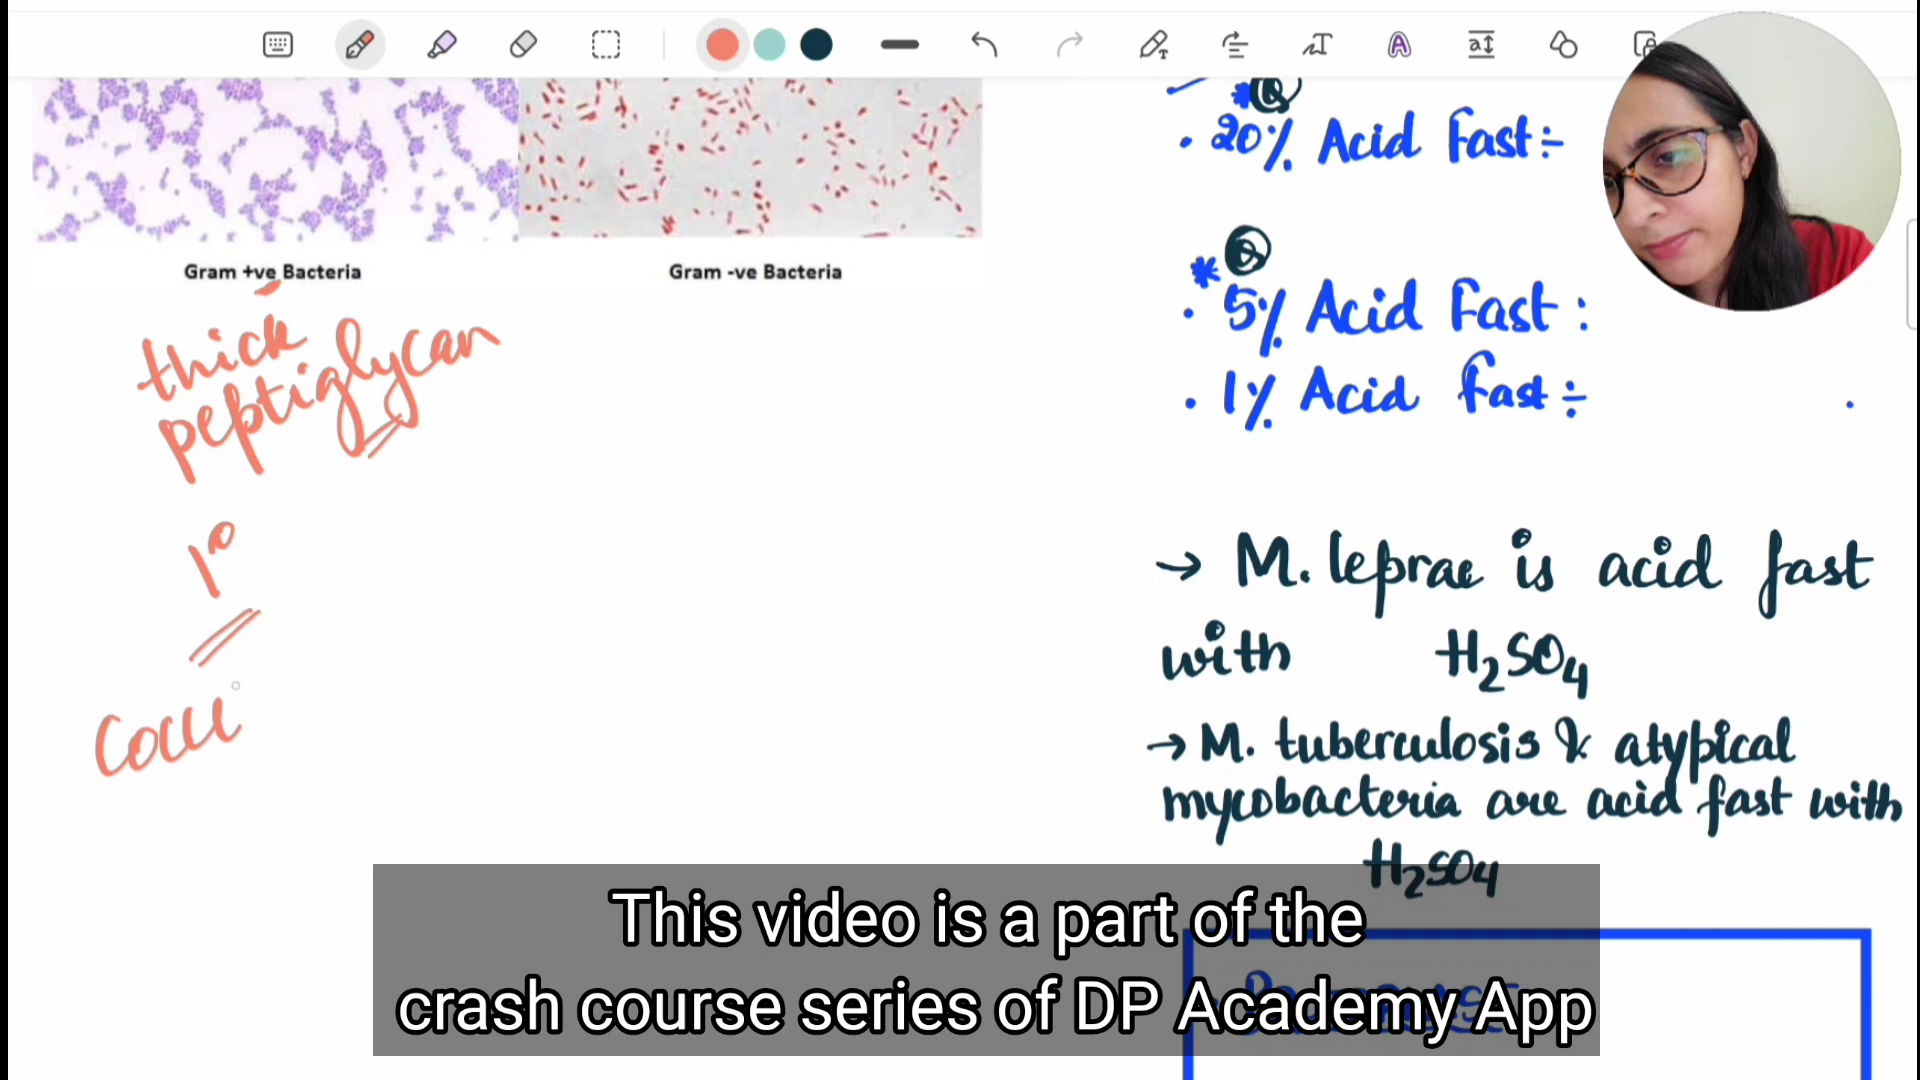 Gram +ve Bacteria
Gram -ve Bacteria
thick
peptiglycan
1°
Cocci
* Q
. 20% Acid Fast:-
* Q
. 5% Acid Fast :
. 1% Acid fast :-
→ M. leprae is acid fast
with H₂SO₄
→ M. tuberculosis & atypical
mycobacteria are acid fast with
H₂SO₄
This video is a part of the
crash course series of DP Academy App